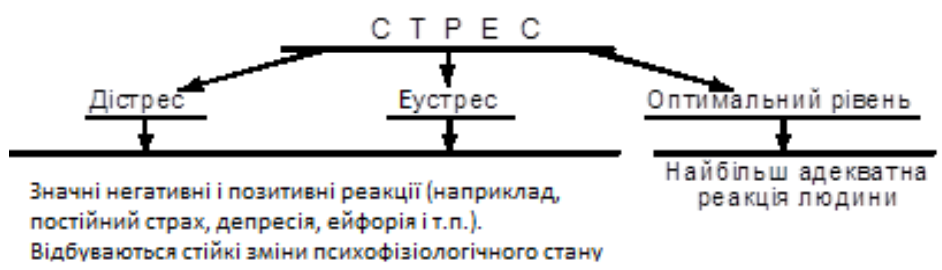 СТРЕС
Дістрес Еустрес Оптимальний рівень
Значні негативні і позитивні реакції (наприклад,
постійний страх, депресія, ейфорія і т.п.).
Відбуваються стійкі зміни психофізіологічного стану
Найбільш адекватна
реакція людини